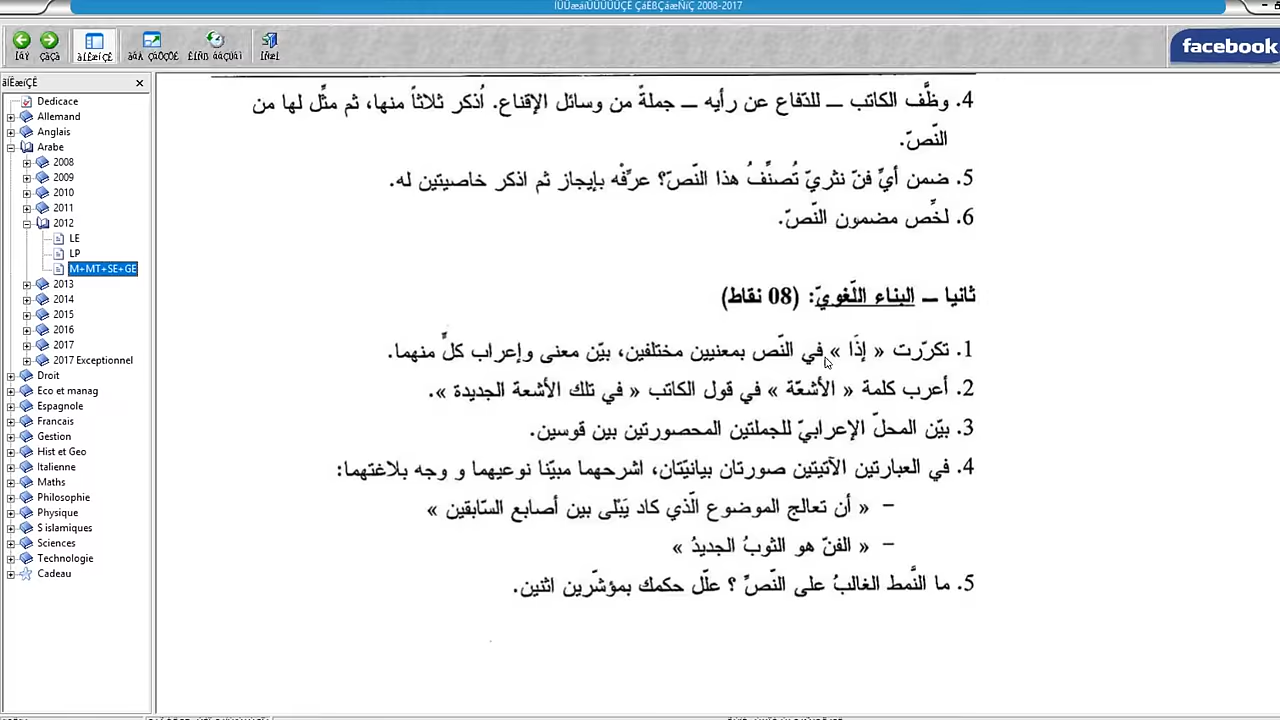 ÏÛÛæäíÛÛÛÛÛÇÊ ÇáÈßÇáæÑíÇ 2008-2017
facebook
Dedicace
Allemand
Anglais
Arabe
2008
2009
2010
2011
2012
LE
LP
M+MT+SE+GE
2013
2014
2015
2016
2017
2017 Exceptionnel
Droit
Eco et manag
Espagnole
Francais
Gestion
Hist et Geo
Italienne
Maths
Philosophie
Physique
S islamiques
Sciences
Technologie
Cadeau
4. وظَّف الكاتب ــ للدّفاع عن رأيه ــ جملةً من وسائل الإقناع. اُذكر ثلاثاً منها، ثم مثِّل لها من
النّصّ.
5. ضمن أيِّ فنّ نثريّ تُصنِّفُ هذا النّصّ؟ عرِّفْه بإيجاز ثم اذكر خاصيتين له.
6. لخِّص مضمون النّصّ.
ثانيا ــ البناء اللّغويّ: (08 نقاط)
1. تكرّرت « إذَا » في النّص بمعنيين مختلفين، بيّن معنى وإعراب كلٍّ منهما.
2. أعرب كلمة « الأشعّة » في قول الكاتب « في تلك الأشعة الجديدة ».
3. بيّن المحلّ الإعرابيّ للجملتين المحصورتين بين قوسين.
4. في العبارتين الآتيتين صورتان بيانيّتان، اشرحهما مبيّنا نوعيهما و وجه بلاغتهما:
– « أن تعالج الموضوع الّذي كاد يَبْلى بين أصابع السّابقين »
– « الفنّ هو الثوبُ الجديدُ »
5. ما النَّمط الغالبُ على النّصِّ ؟ علّل حكمك بمؤشّرين اثنين.